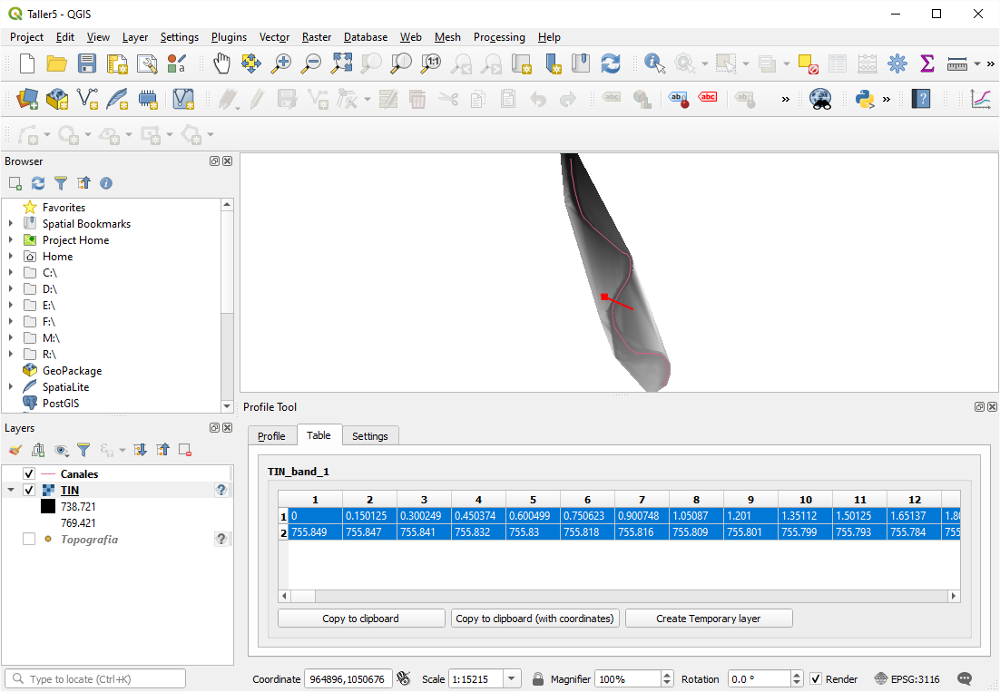 Taller5 - QGIS
Project Edit View Layer Settings Plugins Vector Raster Database Web Mesh Processing Help
Browser
Favorites
Spatial Bookmarks
Project Home
Home
C:\
D:\
E:\
F:\
M:\
R:\
GeoPackage
SpatiaLite
PostGIS
Layers
Canales
TIN
738.721
769.421
Topografia
Profile Tool
Profile Table Settings
TIN_band_1
1 2 3 4 5 6 7 8 9 10 11 12
1 0 0.150125 0.300249 0.450374 0.600499 0.750623 0.900748 1.05087 1.201 1.35112 1.50125 1.65137 1.80
2 755.849 755.847 755.841 755.832 755.83 755.818 755.816 755.809 755.801 755.799 755.793 755.784 755
Copy to clipboard Copy to clipboard (with coordinates) Create Temporary layer
Type to locate (Ctrl+K) Coordinate 964896,1050676 Scale 1:15215 Magnifier 100% Rotation 0.0 ° Render EPSG:3116